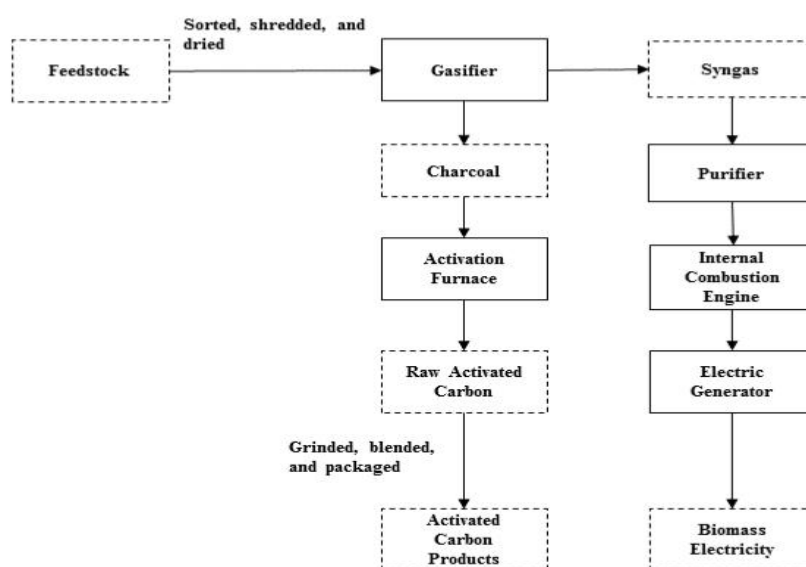 Sorted, shredded, and
dried
Feedstock
Gasifier
Syngas
Charcoal
Purifier
Activation
Furnace
Internal
Combustion
Engine
Raw Activated
Carbon
Electric
Generator
Grinded, blended,
and packaged
Activated
Carbon
Products
Biomass
Electricity